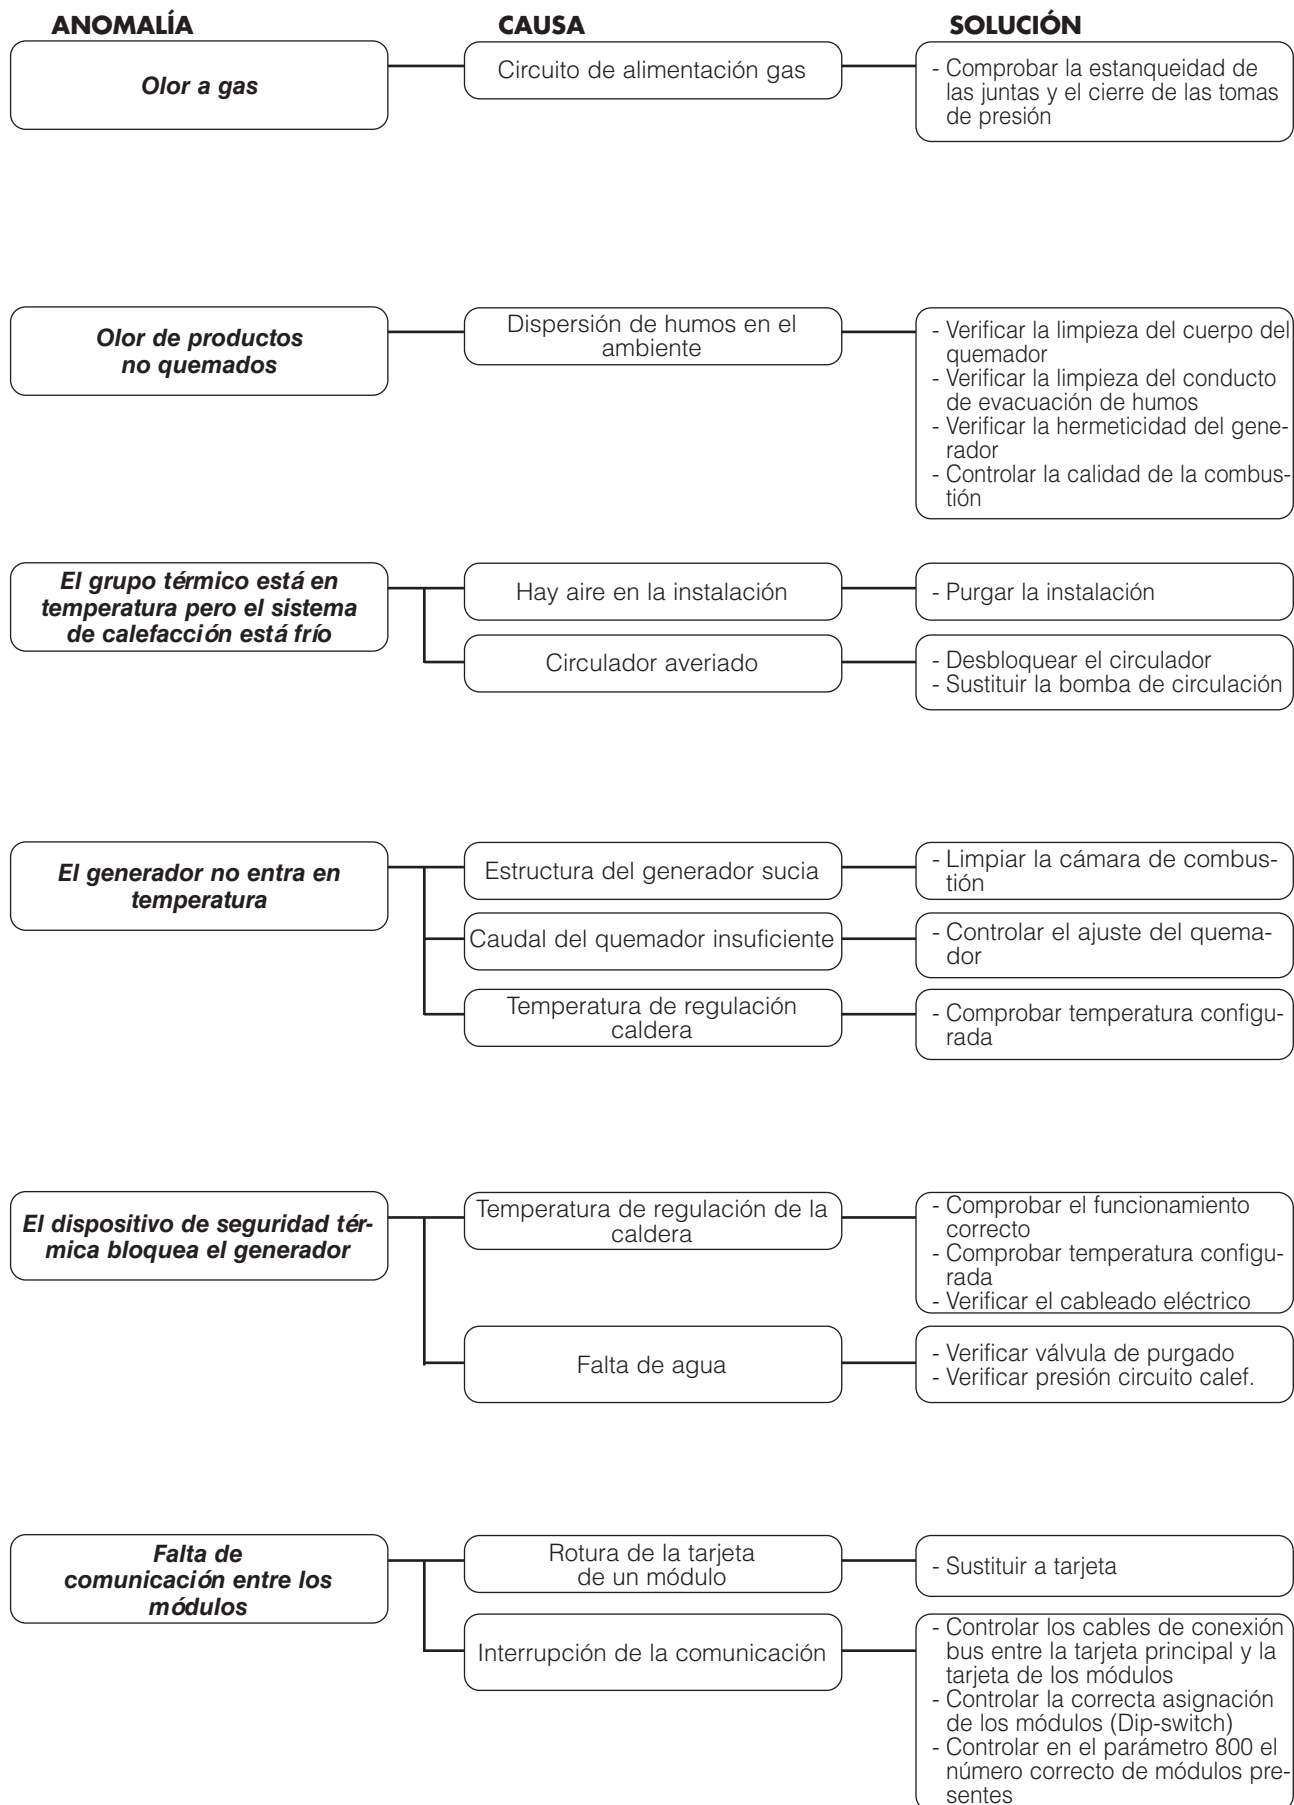 ANOMALÍA
CAUSA
SOLUCIÓN
Olor a gas
Circuito de alimentación gas
- Comprobar la estanqueidad de
las juntas y el cierre de las tomas
de presión
Olor de productos
no quemados
Dispersión de humos en el
ambiente
- Verificar la limpieza del cuerpo del
quemador
- Verificar la limpieza del conducto
de evacuación de humos
- Verificar la hermeticidad del gene-
rador
- Controlar la calidad de la combus-
tión
El grupo térmico está en
temperatura pero el sistema
de calefacción está frío
Hay aire en la instalación
- Purgar la instalación
Circulador averiado
- Desbloquear el circulador
- Sustituir la bomba de circulación
El generador no entra en
temperatura
Estructura del generador sucia
- Limpiar la cámara de combus-
tión
Caudal del quemador insuficiente
- Controlar el ajuste del quema-
dor
Temperatura de regulación
caldera
- Comprobar temperatura configu-
rada
El dispositivo de seguridad tér-
mica bloquea el generador
Temperatura de regulación de la
caldera
- Comprobar el funcionamiento
correcto
- Comprobar temperatura configu-
rada
- Verificar el cableado eléctrico
Falta de agua
- Verificar válvula de purgado
- Verificar presión circuito calef.
Falta de
comunicación entre los
módulos
Rotura de la tarjeta
de un módulo
- Sustituir a tarjeta
Interrupción de la comunicación
- Controlar los cables de conexión
bus entre la tarjeta principal y la
tarjeta de los módulos
- Controlar la correcta asignación
de los módulos (Dip-switch)
- Controlar en el parámetro 800 el
número correcto de módulos pre-
sentes